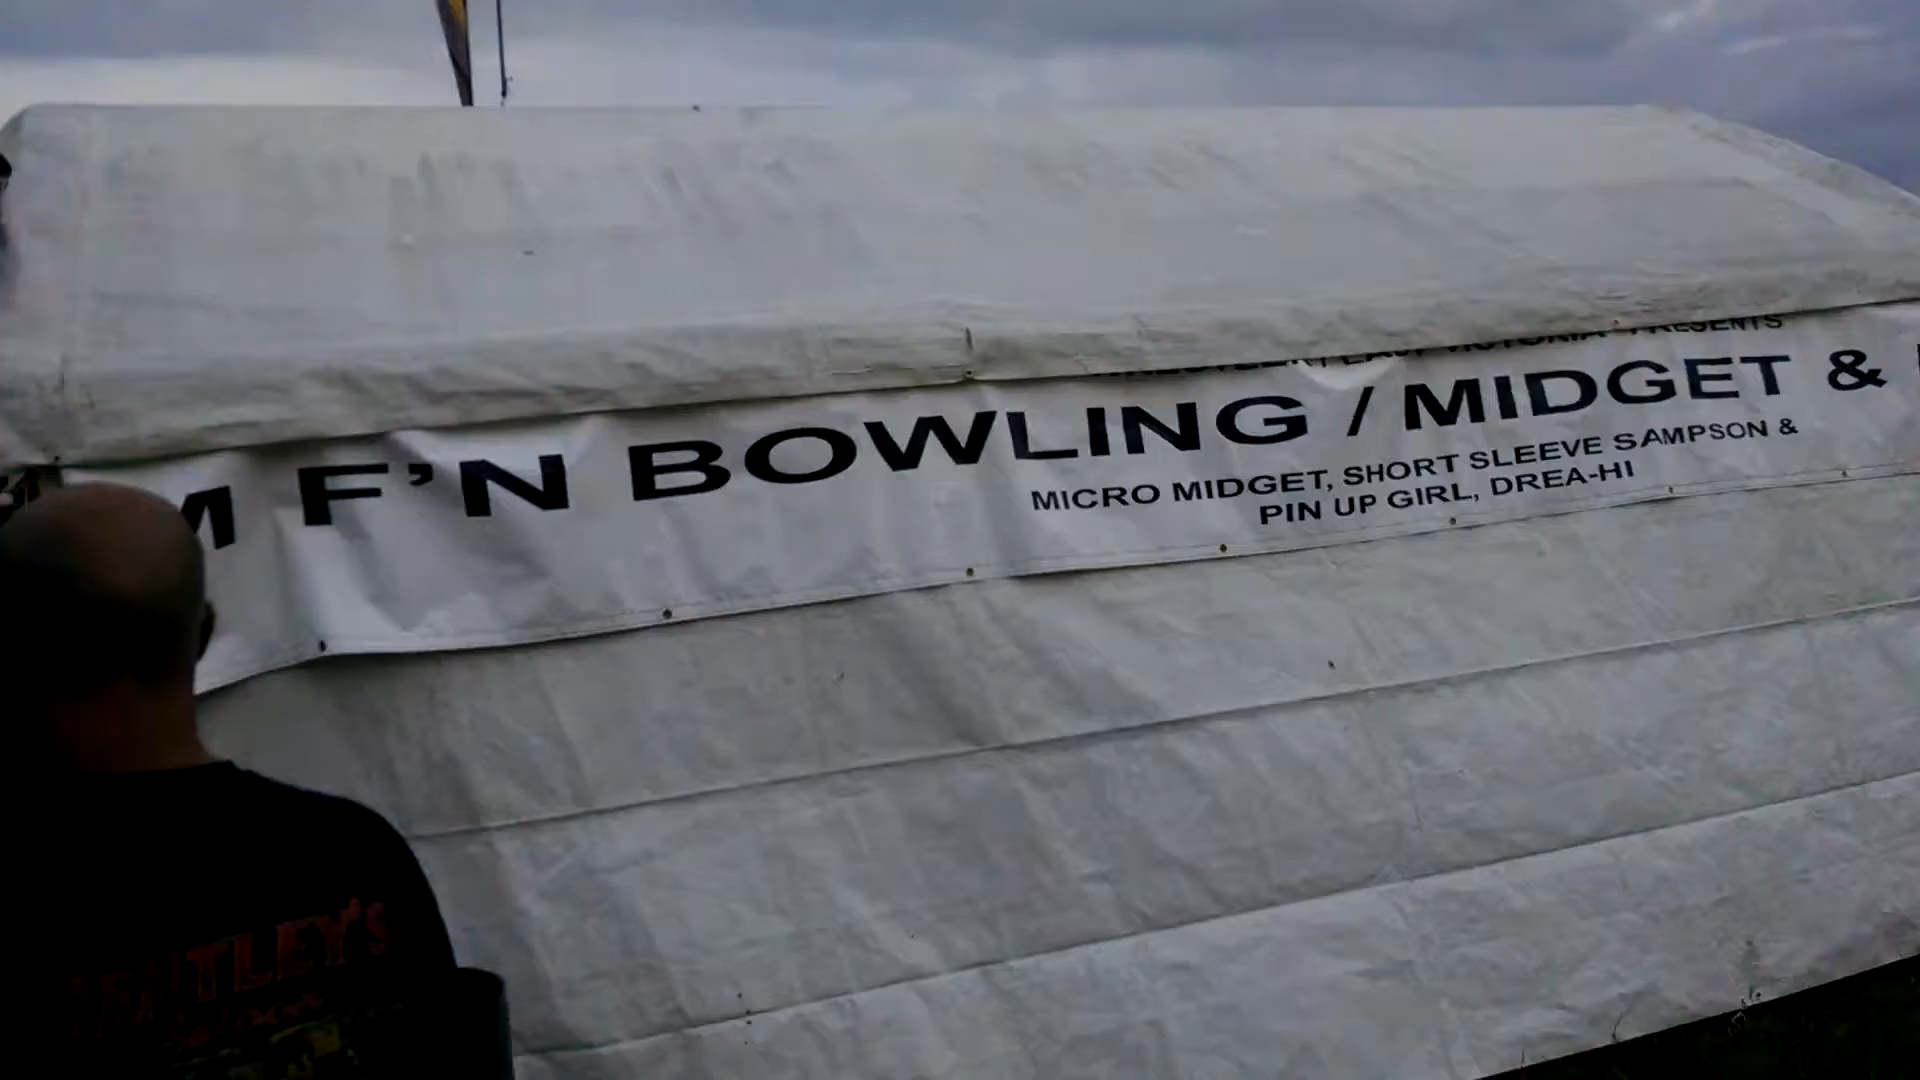 PRESENTS
F'N BOWLING / MIDGET &
MICRO MIDGET, SHORT SLEEVE SAMPSON &
PIN UP GIRL, DREA-HI